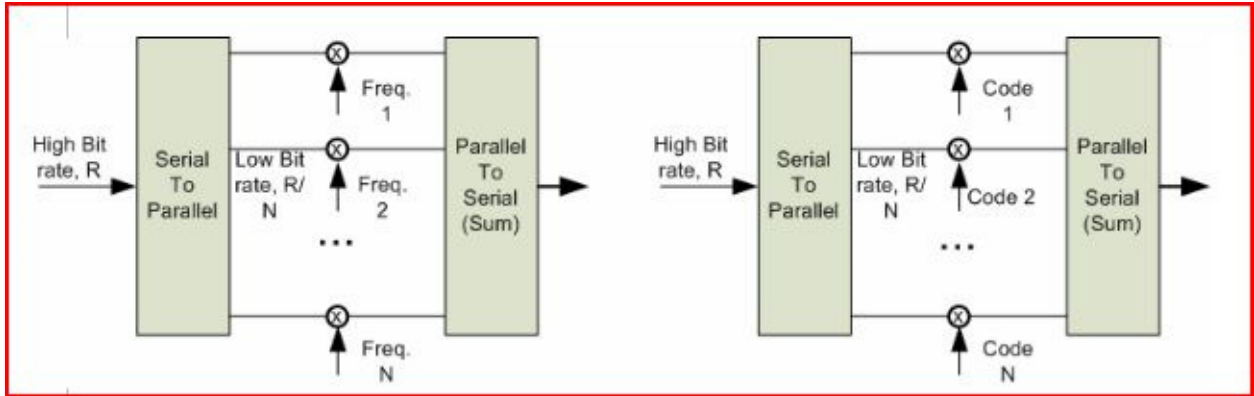 High Bit
rate, R
Serial
To
Parallel
Low Bit
rate, R/
N
Freq.
1
Freq.
2
...
Freq.
N
Parallel
To
Serial
(Sum)
High Bit
rate, R
Serial
To
Parallel
Low Bit
rate, R/
N
Code
1
Code 2
...
Code
N
Parallel
To
Serial
(Sum)